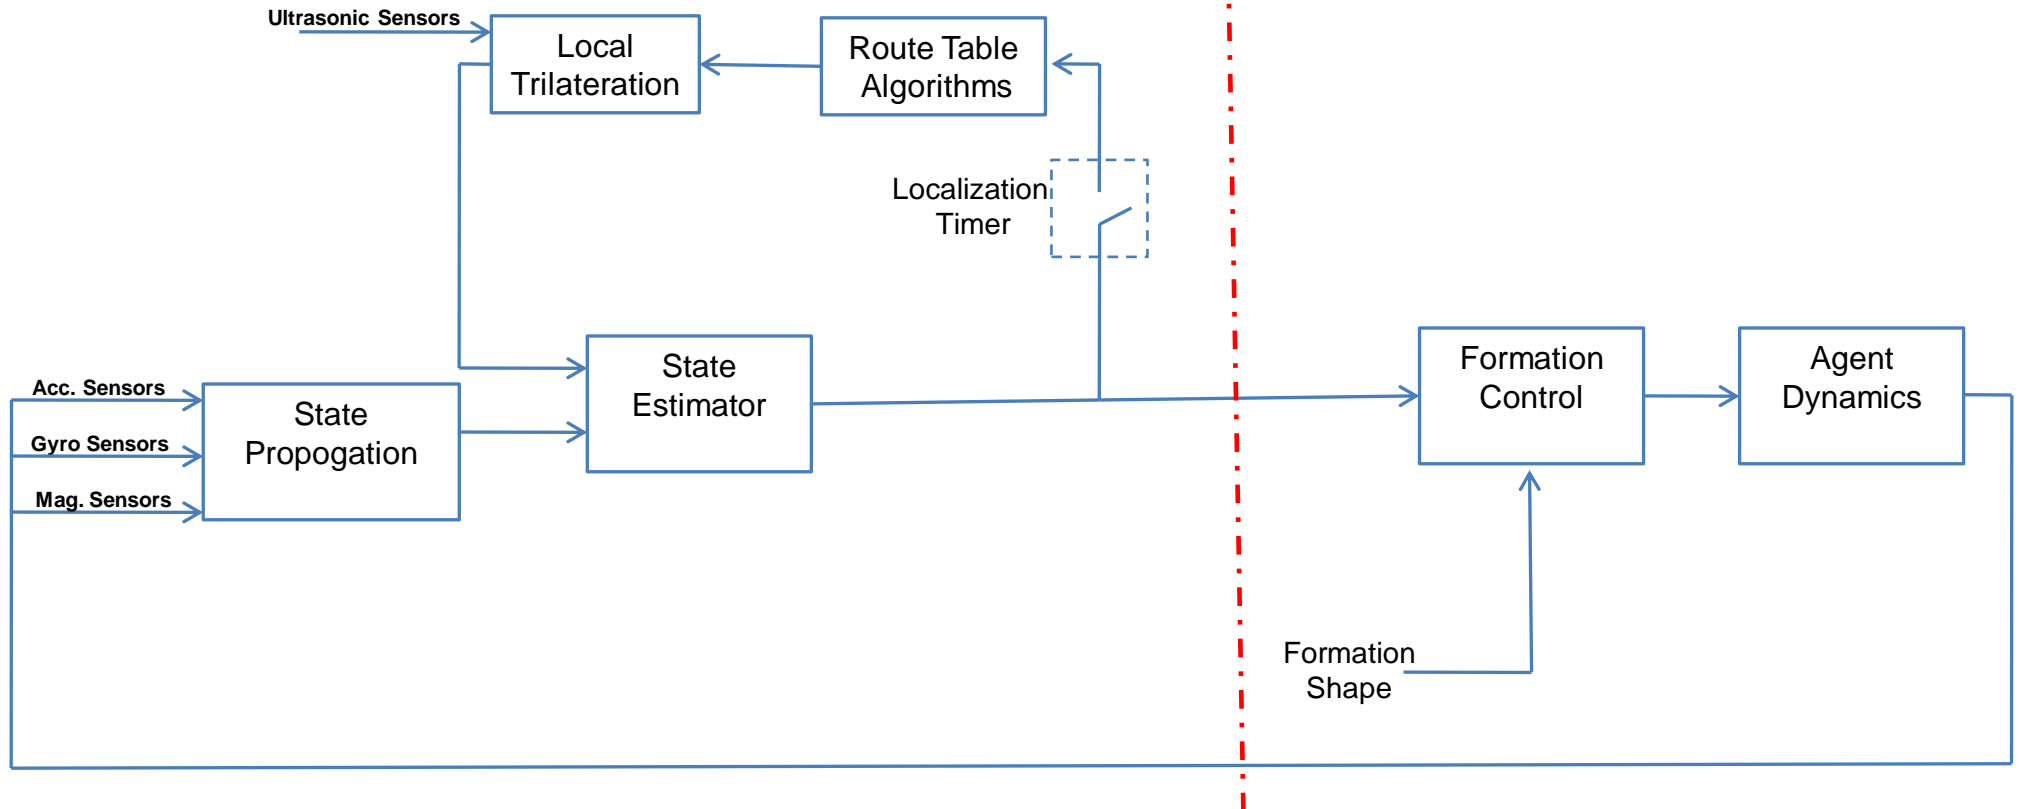 Ultrasonic Sensors
Local
Trilateration
Route Table
Algorithms
Localization
Timer
State
Estimator
Formation
Control
Agent
Dynamics
Acc. Sensors
Gyro Sensors
Mag. Sensors
State
Propogation
Formation
Shape